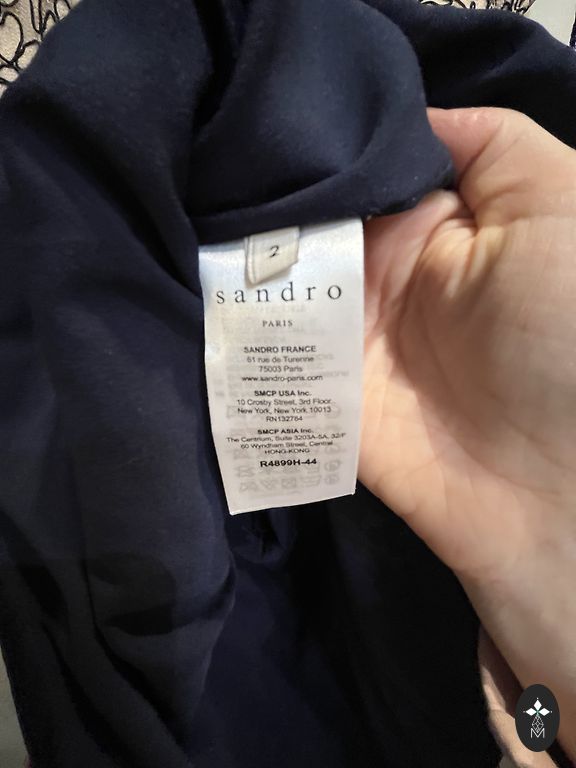 2
sandro
PARIS
SANDRO FRANCE
61 rue de Turenne
75003 Paris
www.sandro-paris.com
SMCP USA Inc.
10 Crosby Street, 3rd Floor
New York, New York 10013
RN132764
SMCP ASIA Inc.
The Centrium, Suite 3203A-5A, 32/F
60 Wyndham Street, Central
HONG-KONG
R4899H-44
M